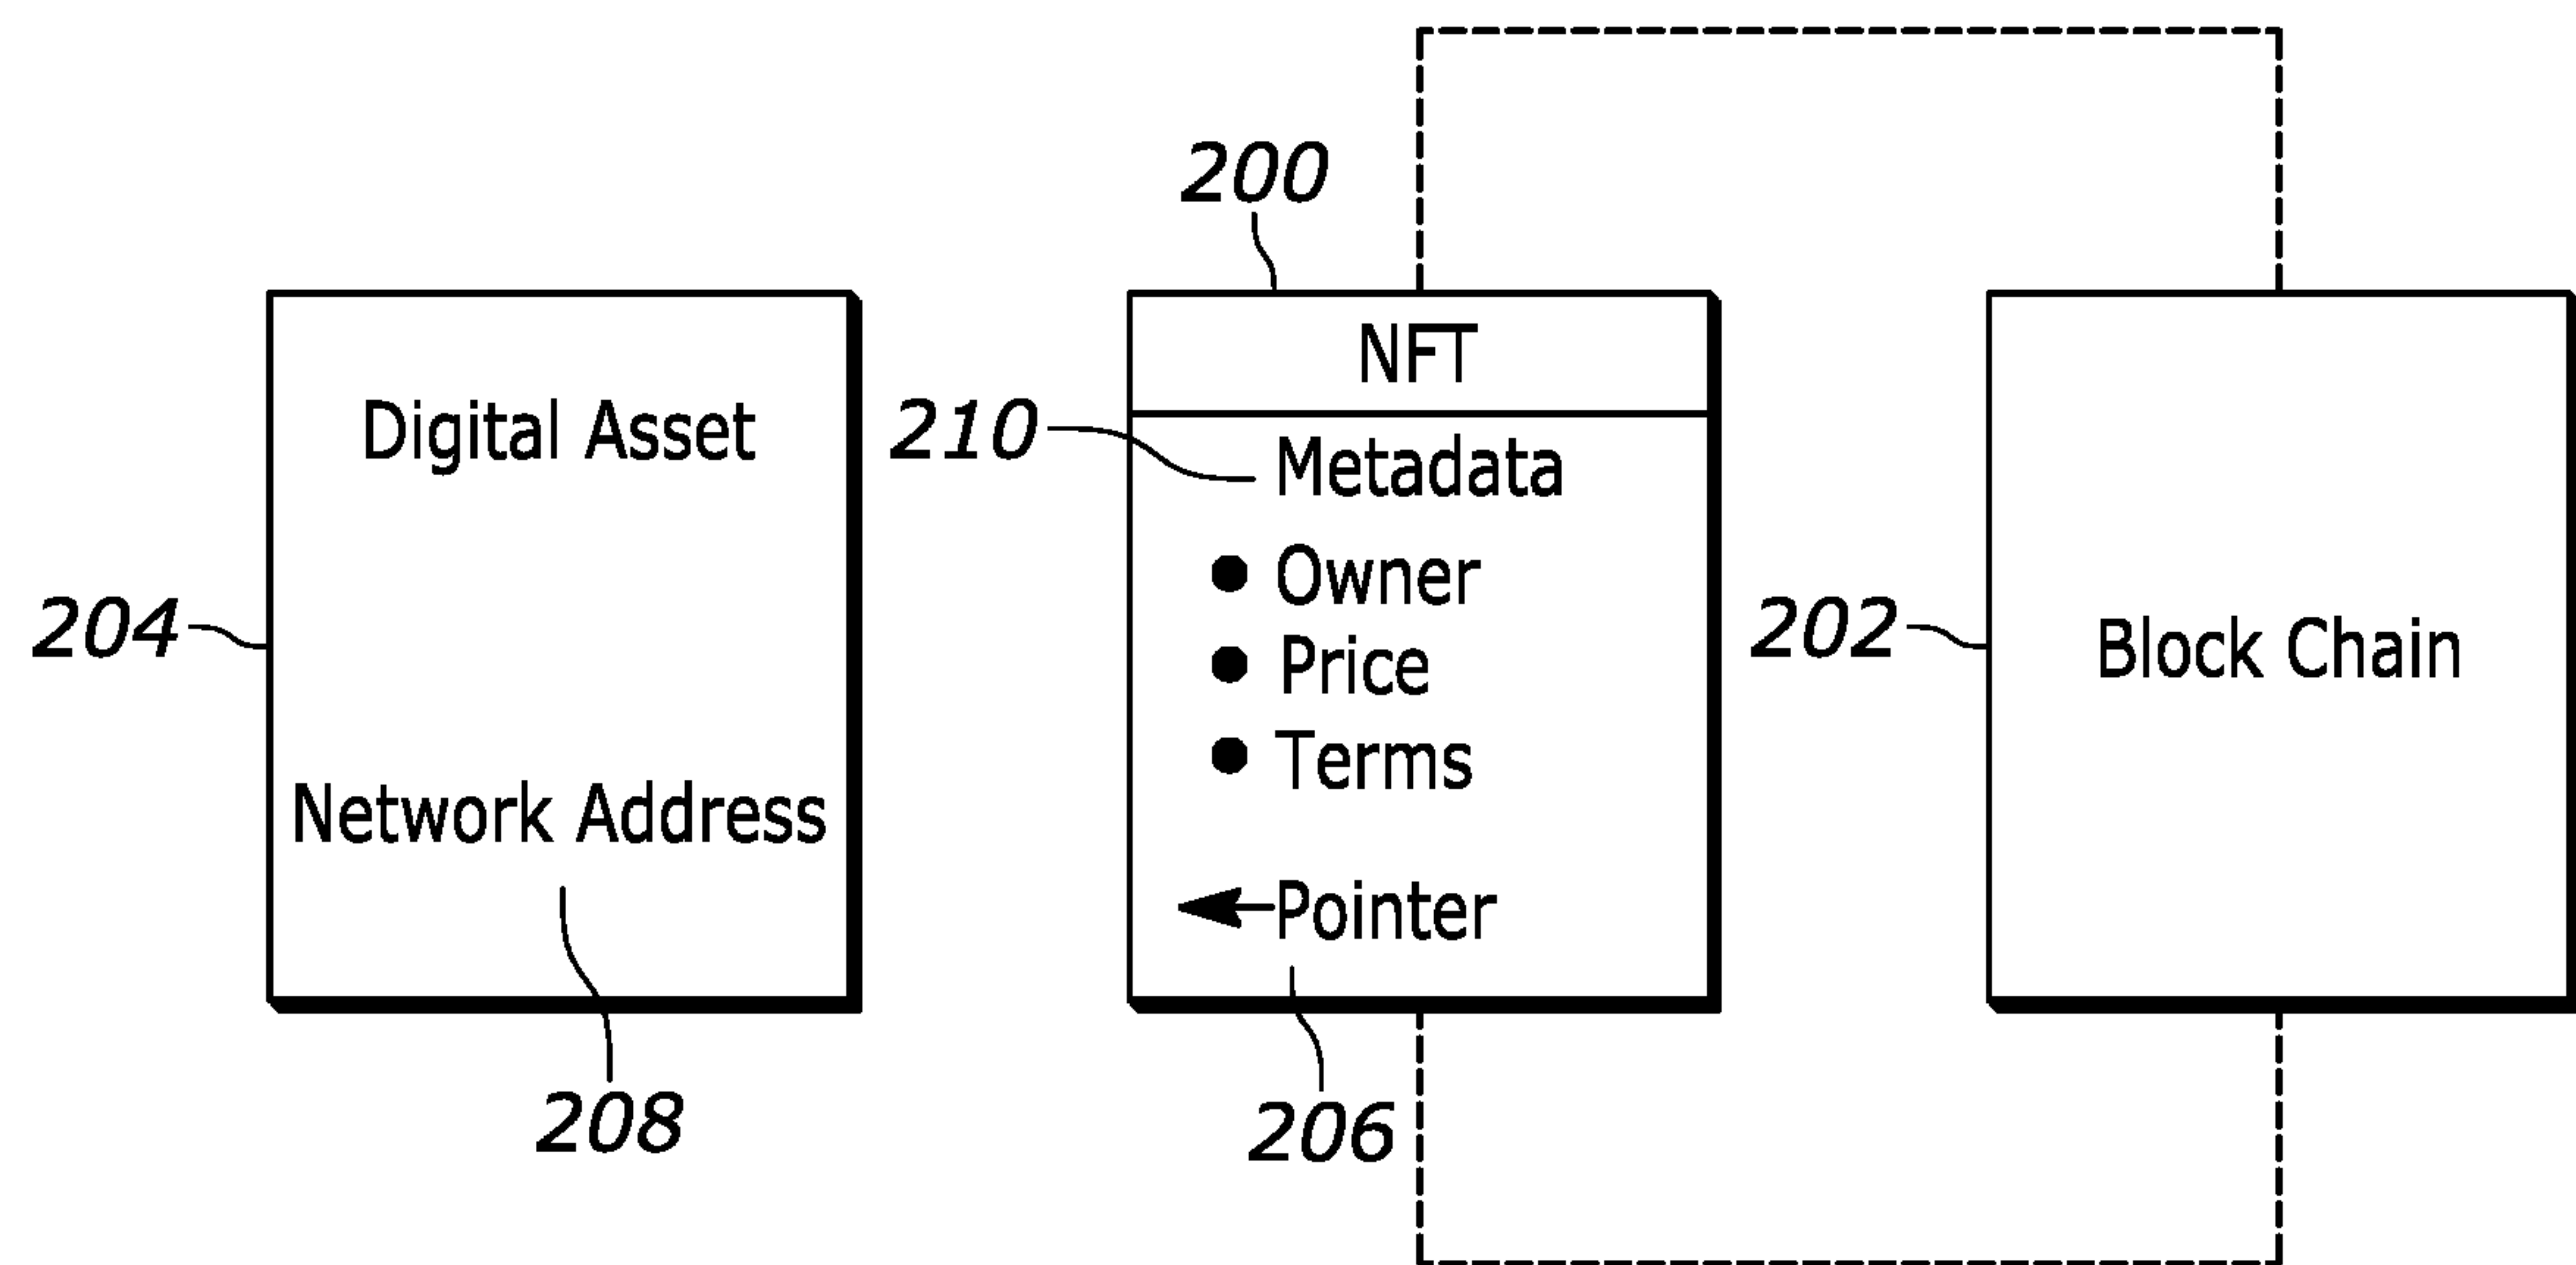 200
NFT
Digital Asset
210
Metadata
● Owner
● Price
● Terms
204
202
Block Chain
Network Address
Pointer
208
206